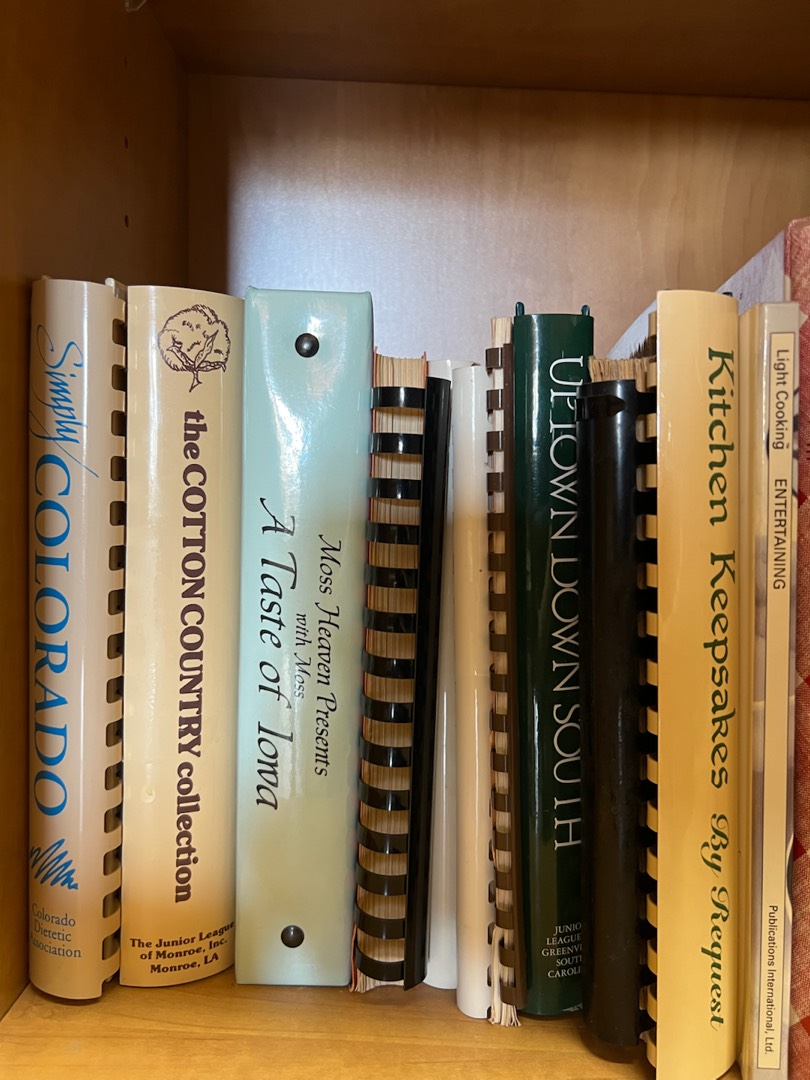 Simply COLORADO
Colorado
Dietetic
Association
the COTTON COUNTRY collection
The Junior League
of Monroe, Inc.
Monroe, LA
Moss Heaven Presents
with Moss
A Taste of Iowa
UPTOWN DOWN SOUTH
JUNIO
LEAGUE
GREENVI
SOUT
CAROLI
Kitchen Keepsakes By Request
Light Cooking ENTERTAINING
Publications International, Ltd.